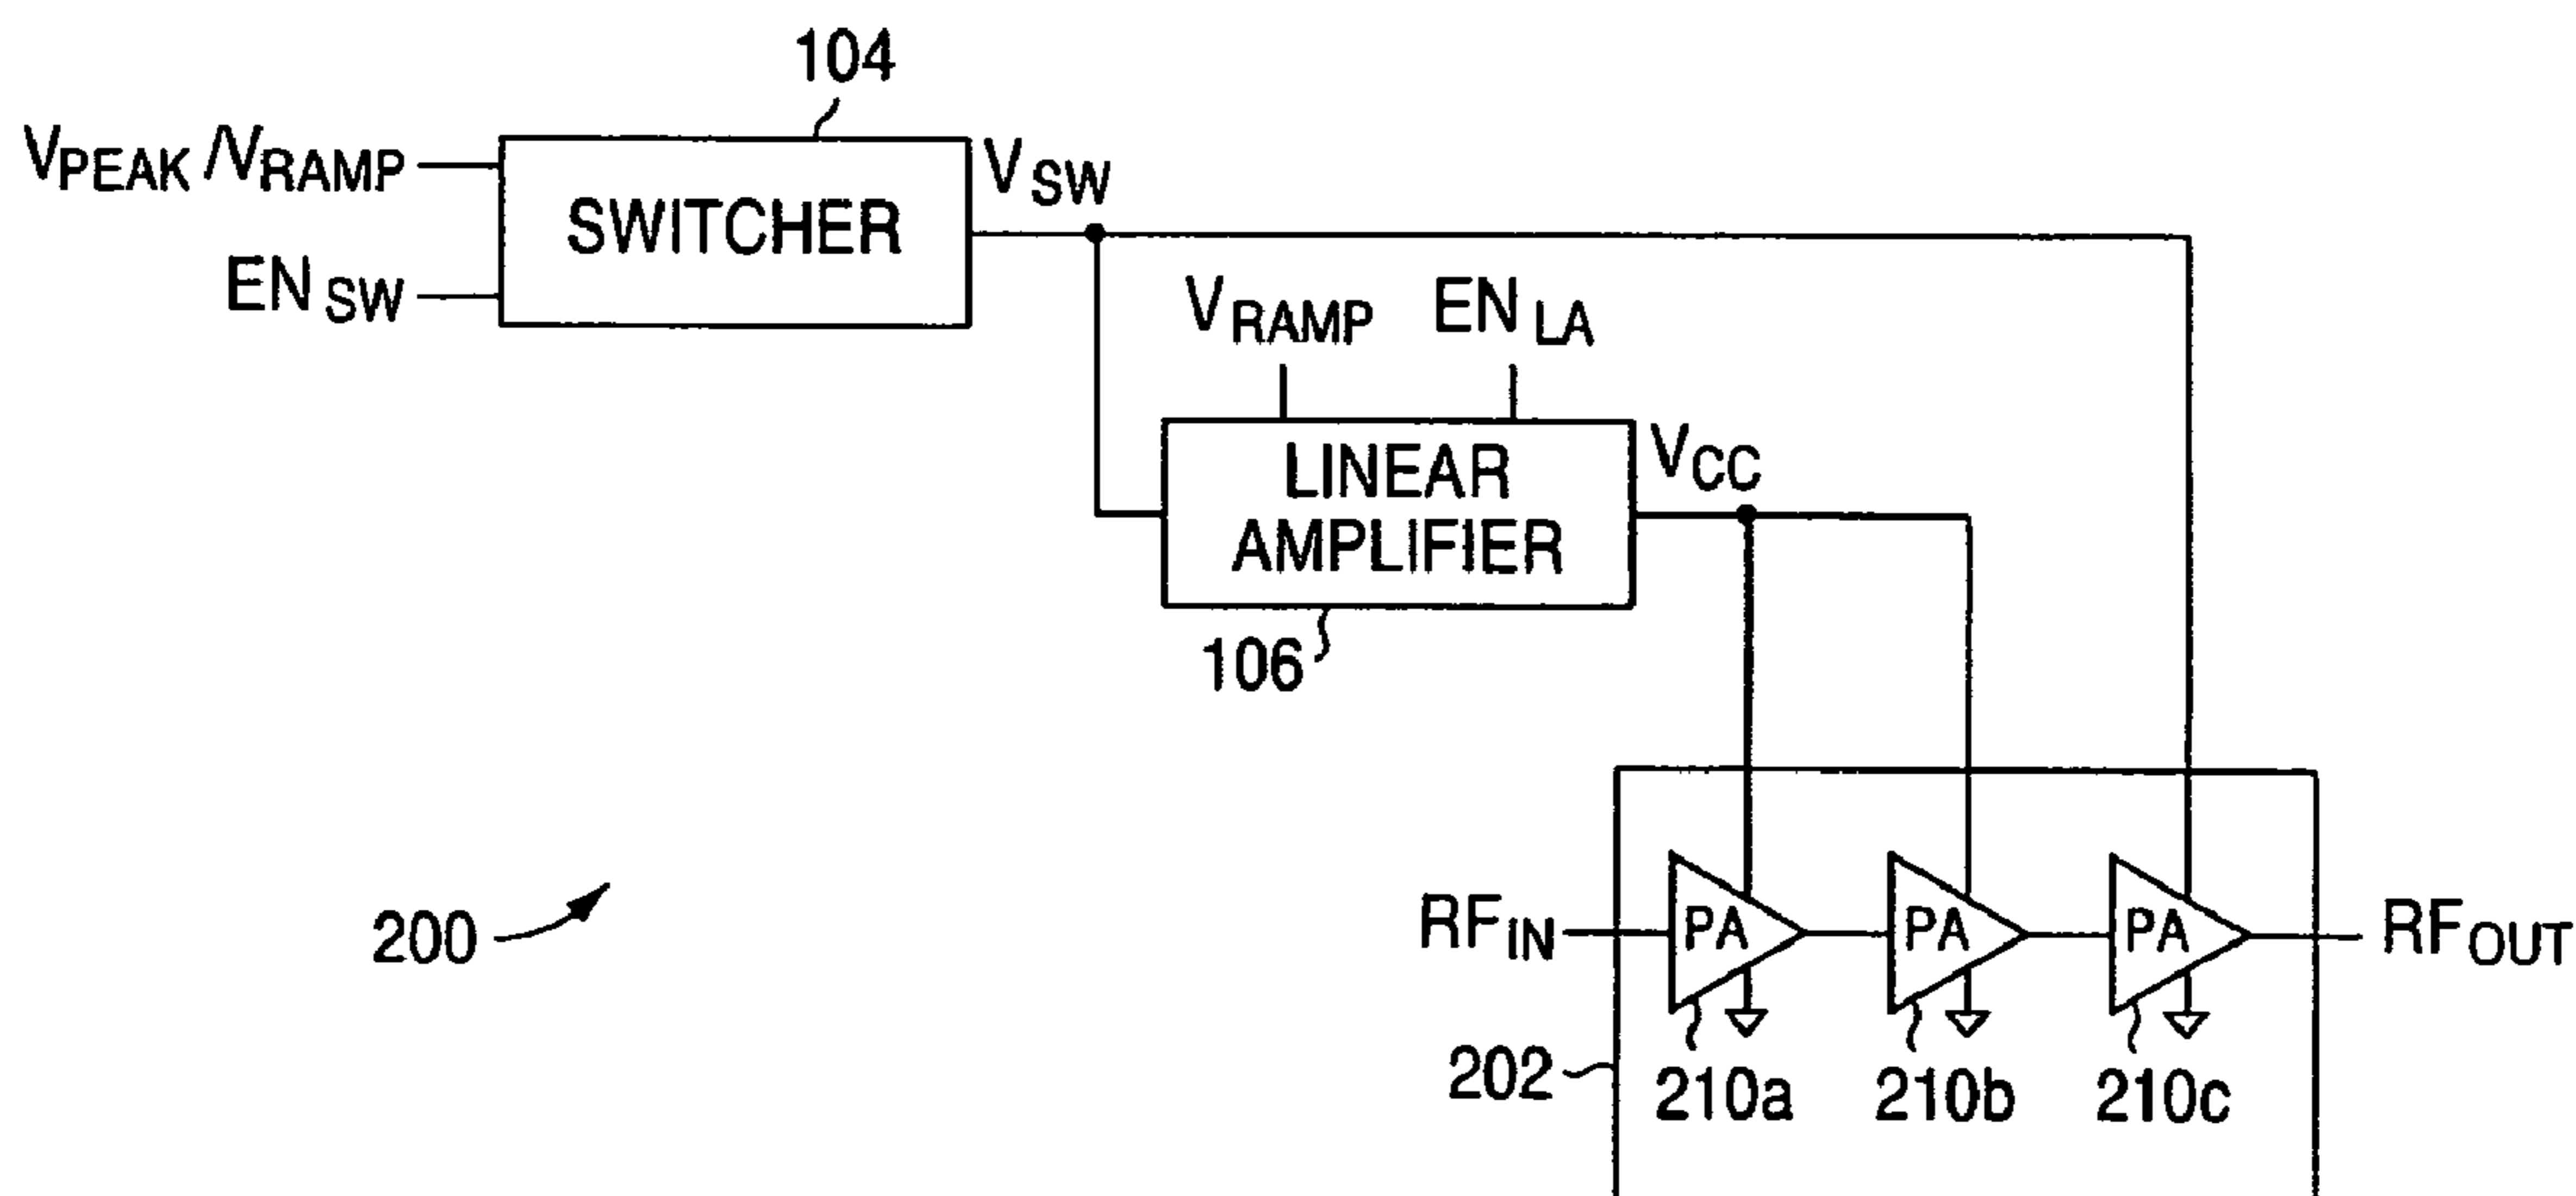 104
VPEAK /VRAMP
ENSW
SWITCHER
VSW
VRAMP
ENLA
LINEAR
AMPLIFIER
VCC
106
200
RFIN
PA
PA
PA
RFOUT
202
210a
210b
210c